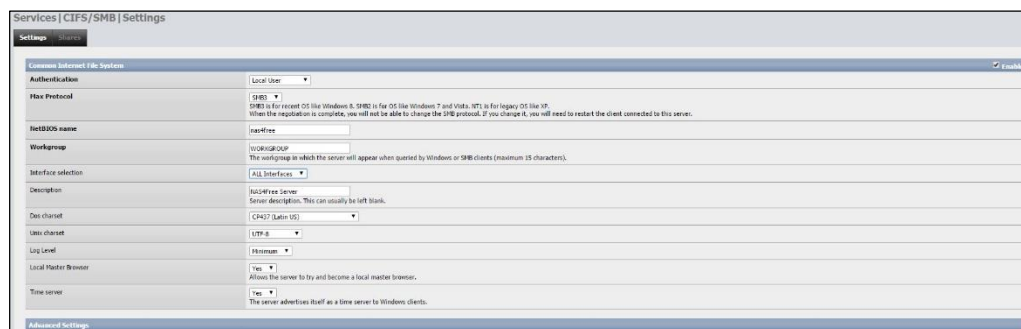 Services|CIFS/SMB|Settings
Settings Shares
Common Internet File System Enable
Authentication Local User
Max Protocol SMB3
SMB3 is for recent OS like Windows 8. SMB2 is for OS like Windows 7 and Vista. NT1 is for legacy OS like XP.
When the negotiation is complete, you will not be able to change the SMB protocol. If you change it, you will need to restart the client connected to this server.
NetBIOS name nas4free
Workgroup WORKGROUP
The workgroup in which the server will appear when queried by Windows or SMB clients (maximum 15 characters).
Interface selection ALL Interfaces
Description NAS4Free Server
Server description. This can usually be left blank.
Dos charset CP437 (Latin US)
Unix charset UTF-8
Log Level Minimum
Local Master Browser Yes
Allows the server to try and become a local master browser.
Time server Yes
The server advertises itself as a time server to Windows clients.
Advanced Settings